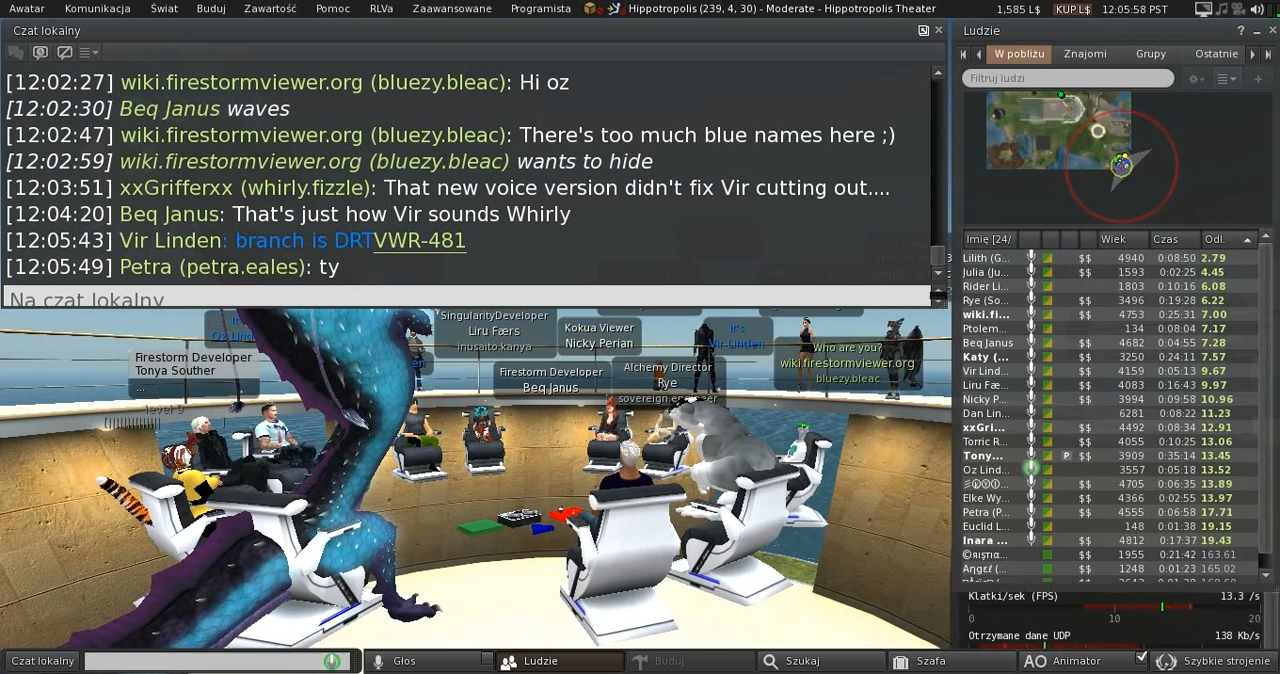 Awatar Komunikacja Świat Buduj Zawartość Pomoc RLVa Zaawansowane Programista Hippotropolis (239, 4, 30) - Moderate - Hippotropolis Theater 1,585 L$ KUP L$ 12:05:58 PST
Czat lokalny
[12:02:27] wiki.firestormviewer.org (bluezy.bleac): Hi oz
[12:02:30] Beq Janus waves
[12:02:47] wiki.firestormviewer.org (bluezy.bleac): There's too much blue names here ;)
[12:02:59] wiki.firestormviewer.org (bluezy.bleac) wants to hide
[12:03:51] xxGrifferxx (whirly.fizzle): That new voice version didn't fix Vir cutting out....
[12:04:20] Beq Janus: That's just how Vir sounds Whirly
[12:05:43] Vir Linden: branch is DRTVWR-481
[12:05:49] Petra (petra.eales): ty
Na czat lokalny
SingularityDeveloper
Liru Færs
inusaito.kanya
Kokua Viewer
Nicky Perian
It's
Vir Linden
Who are you?
wiki.firestormviewer.org
bluezy.bleac
Firestorm Developer
Tonya Souther
...
level 9
Firestorm Developer
Beq Janus
Alchemy Director
Rye
sovereign.engineer
Ludzie
W pobliżu Znajomi Grupy Ostatnie
Filtruj ludzi
Imię [24/ Wiek Czas Odl.
Lilith (G... $$ 4940 0:08:50 2.79
Julia (Ju... $$ 1593 0:02:25 4.45
Rider Li... 1803 0:10:16 6.08
Rye (So... $$ 3496 0:19:28 6.22
wiki.fi... $$ 4753 0:25:31 7.00
Ptolem... 134 0:08:04 7.17
Beq Janus $$ 4682 0:04:55 7.28
Katy (... $$ 3250 0:24:11 7.57
Vir Lind... $$ 4159 0:05:13 9.67
Liru Fæ... $$ 4083 0:16:43 9.97
Nicky P... $$ 3994 0:09:58 10.96
Dan Lin... 6281 0:08:22 11.23
xxGri... $$ 4492 0:08:34 12.91
Torric R... $$ 4055 0:10:25 13.06
Tony... P $$ 3909 0:35:14 13.45
Oz Lind... 3557 0:05:18 13.52
$$ 4705 0:06:35 13.89
Elke Wy... $$ 4366 0:02:55 13.97
Petra (P... $$ 4555 0:06:58 17.71
Euclid L... 148 0:01:38 19.15
Inara ... $$ 4812 0:17:37 19.43
$$ 1955 0:21:42 163.61
$$ 1248 0:01:23 165.02
Klatki/sek (FPS) 13.3 /s
0 10 20
Otrzymane dane UDP 138 Kb/s
Czat lokalny Głos Ludzie Buduj Szukaj Szafa AO Animator Szybkie strojenie